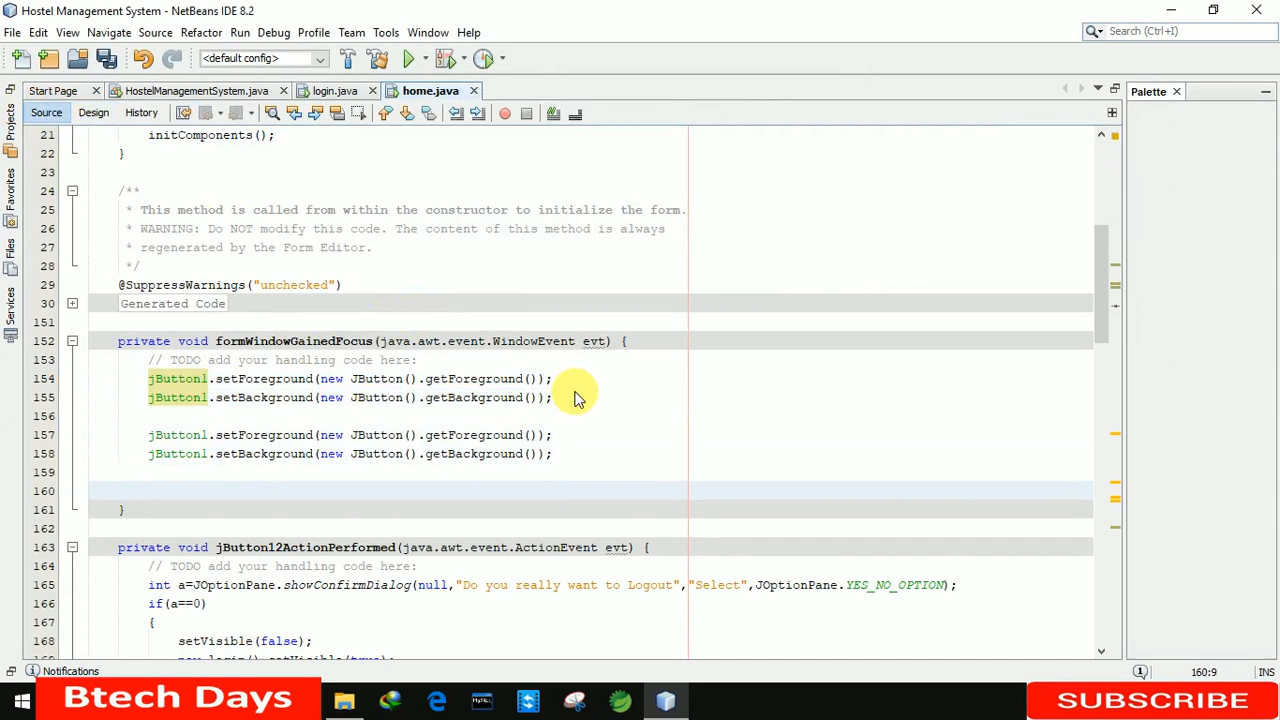 Hostel Management System - NetBeans IDE 8.2
File Edit View Navigate Source Refactor Run Debug Profile Team Tools Window Help
Search (Ctrl+I)
<default config>
Start Page HostelManagementSystem.java login.java home.java
Palette
Source Design History
Projects
Favorites
Files
Services
21 initComponents();
22 }
23
24 /**
25 * This method is called from within the constructor to initialize the form.
26 * WARNING: Do NOT modify this code. The content of this method is always
27 * regenerated by the Form Editor.
28 */
29 @SuppressWarnings("unchecked")
30 Generated Code
151
152 private void formWindowGainedFocus(java.awt.event.WindowEvent evt) {
153 // TODO add your handling code here:
154 jButton1.setForeground(new JButton().getForeground());
155 jButton1.setBackground(new JButton().getBackground());
156
157 jButton1.setForeground(new JButton().getForeground());
158 jButton1.setBackground(new JButton().getBackground());
159
160
161 }
162
163 private void jButton12ActionPerformed(java.awt.event.ActionEvent evt) {
164 // TODO add your handling code here:
165 int a=JOptionPane.showConfirmDialog(null,"Do you really want to Logout","Select",JOptionPane.YES_NO_OPTION);
166 if(a==0)
167 {
168 setVisible(false);
new login().setVisible(true);
Notifications
160:9 INS
Btech Days
SUBSCRIBE